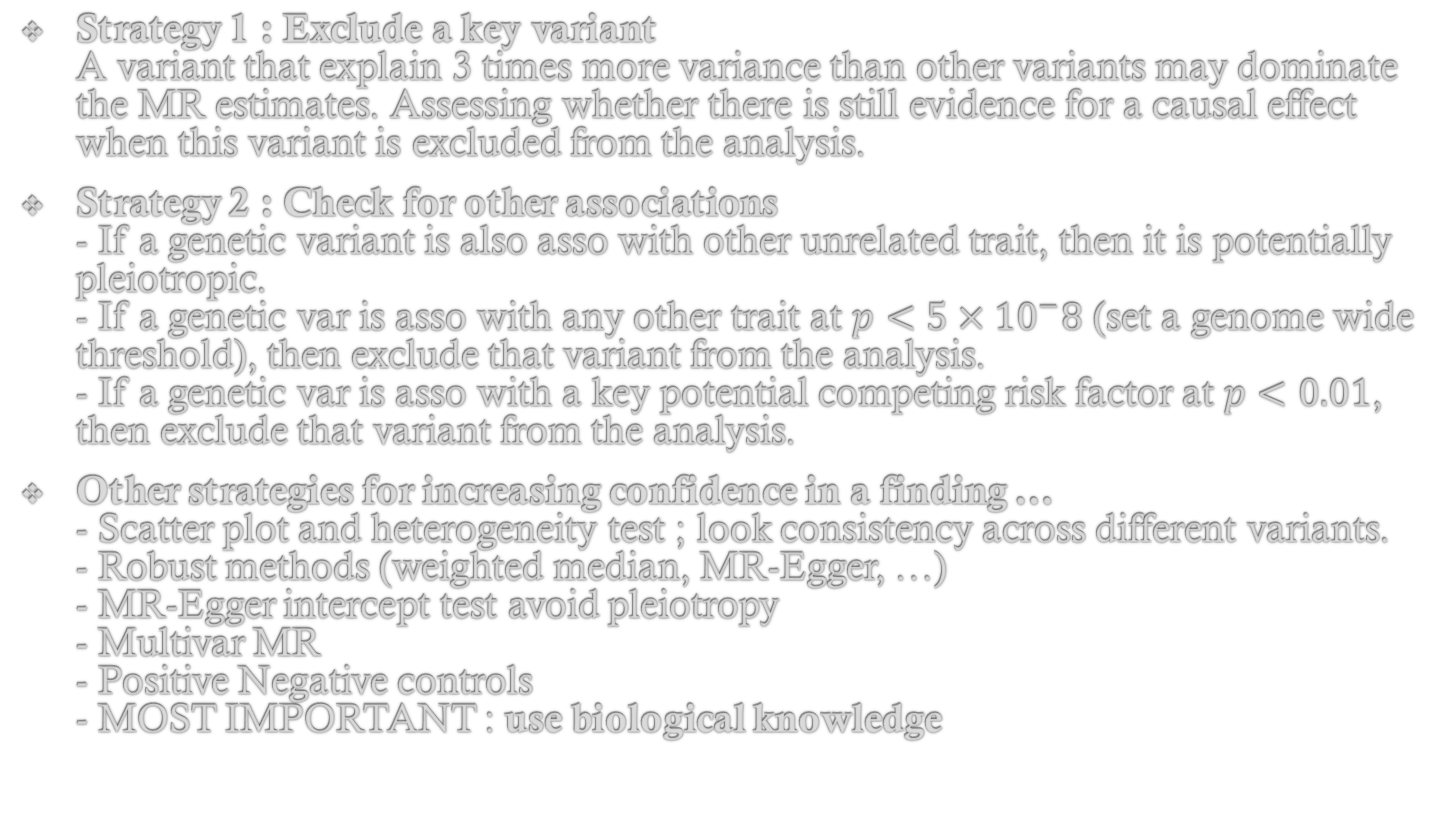 ❖ Strategy 1 : Exclude a key variant
A variant that explain 3 times more variance than other variants may dominate
the MR estimates. Assessing whether there is still evidence for a causal effect
when this variant is excluded from the analysis.
❖ Strategy 2 : Check for other associations
- If a genetic variant is also asso with other unrelated trait, then it is potentially
pleiotropic.
- If a genetic var is asso with any other trait at p < 5 × 10⁻8 (set a genome wide
threshold), then exclude that variant from the analysis.
- If a genetic var is asso with a key potential competing risk factor at p < 0.01,
then exclude that variant from the analysis.
❖ Other strategies for increasing confidence in a finding…
- Scatter plot and heterogeneity test ; look consistency across different variants.
- Robust methods (weighted median, MR-Egger, …)
- MR-Egger intercept test avoid pleiotropy
- Multivar MR
- Positive Negative controls
- MOST IMPORTANT : use biological knowledge